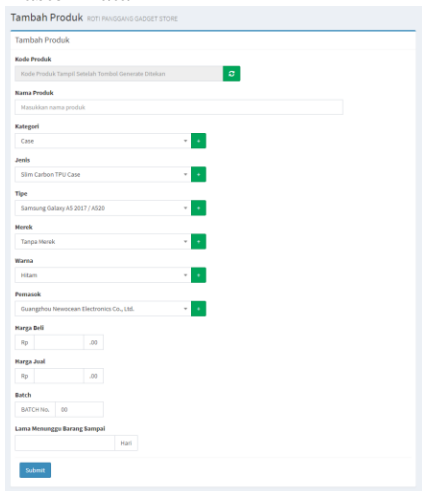 Tambah Produk ROTI PANGGANG GADGET STORE
Tambah Produk
Kode Produk
Kode Produk Tampil Setelah Tombol Generate Ditekan
Nama Produk
Masukkan nama produk
Kategori
Case
+
Jenis
Slim Carbon TPU Case
+
Tipe
Samsung Galaxy A5 2017 / A520
+
Merek
Tanpa Merek
+
Warna
Hitam
+
Pemasok
Guangzhou Newocean Electronics Co., Ltd.
+
Harga Beli
Rp .00
Harga Jual
Rp .00
Batch
BATCH No. 00
Lama Menunggu Barang Sampai
Hari
Submit